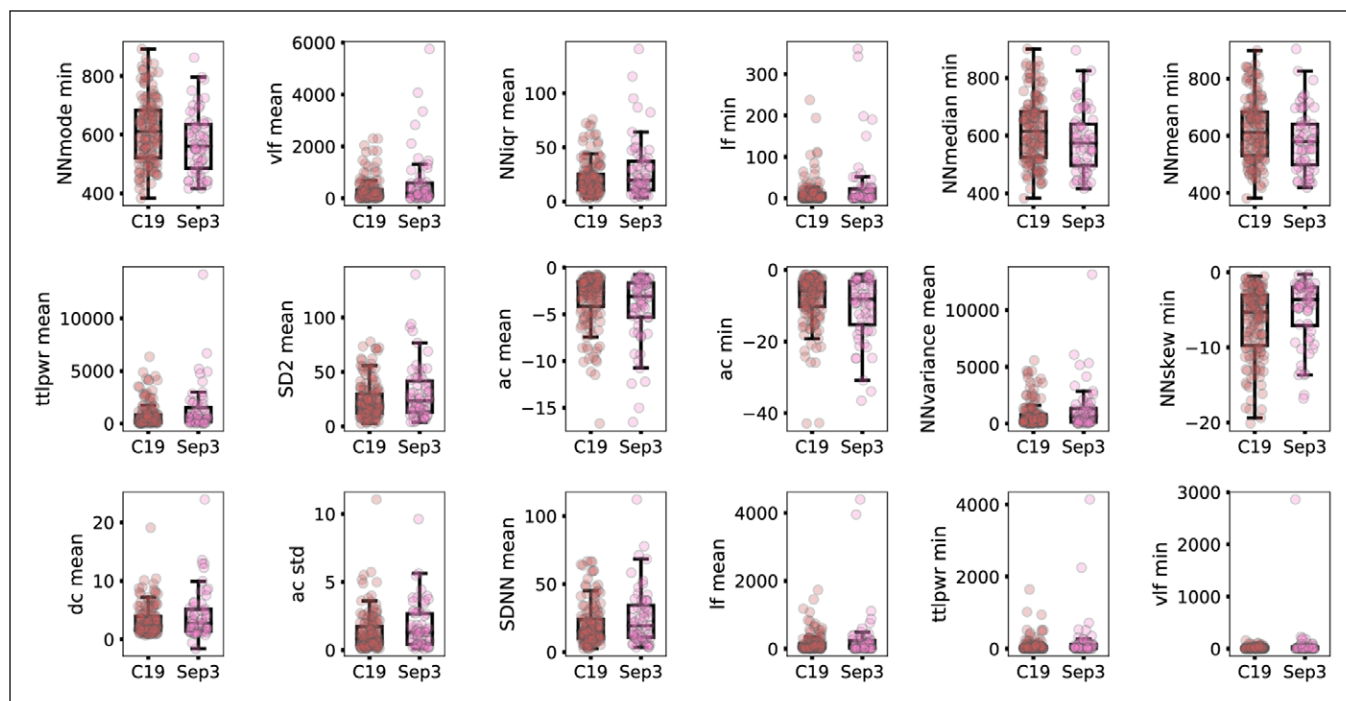 NNmode min
800
600
400
C19 Sep3
vlf mean
6000
4000
2000
0
C19 Sep3
NNiqr mean
100
50
0
C19 Sep3
lf min
300
200
100
0
C19 Sep3
NNmedian min
800
600
400
C19 Sep3
NNmean min
800
600
400
C19 Sep3
ttlpwr mean
10000
5000
0
C19 Sep3
SD2 mean
100
50
0
C19 Sep3
ac mean
0
−5
−10
−15
C19 Sep3
ac min
0
−20
−40
C19 Sep3
NNvariance mean
10000
5000
0
C19 Sep3
NNskew min
0
−10
−20
C19 Sep3
dc mean
20
10
0
C19 Sep3
ac std
10
5
0
C19 Sep3
SDNN mean
100
50
0
C19 Sep3
lf mean
4000
2000
0
C19 Sep3
ttlpwr min
4000
2000
0
C19 Sep3
vlf min
3000
2000
1000
0
C19 Sep3